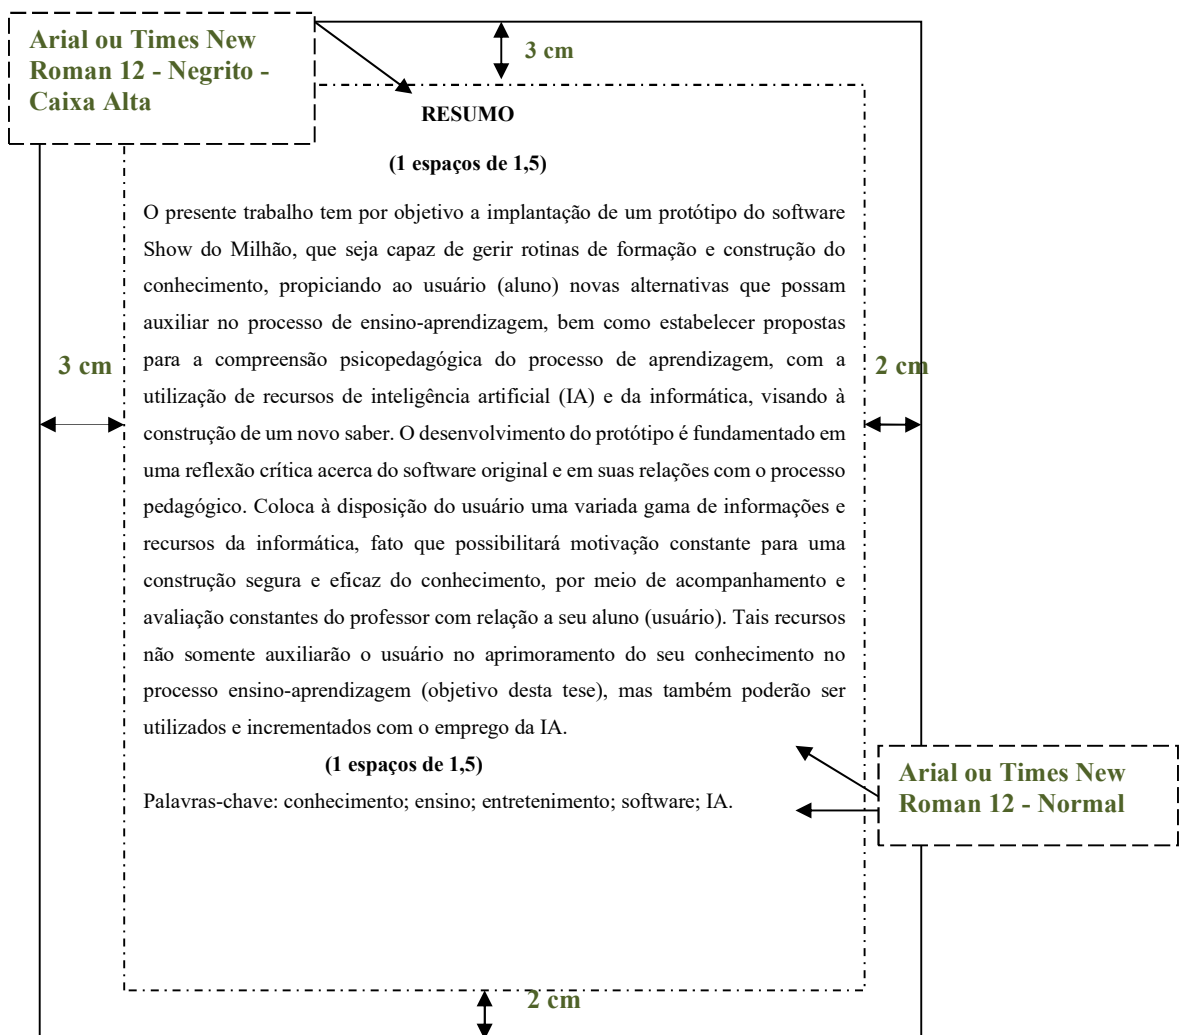 Arial ou Times New
Roman 12 - Negrito -
Caixa Alta
3 cm
RESUMO
(1 espaços de 1,5)
O presente trabalho tem por objetivo a implantação de um protótipo do software
Show do Milhão, que seja capaz de gerir rotinas de formação e construção do
conhecimento, propiciando ao usuário (aluno) novas alternativas que possam
auxiliar no processo de ensino-aprendizagem, bem como estabelecer propostas
para a compreensão psicopedagógica do processo de aprendizagem, com a
utilização de recursos de inteligência artificial (IA) e da informática, visando à
construção de um novo saber. O desenvolvimento do protótipo é fundamentado em
uma reflexão crítica acerca do software original e em suas relações com o processo
pedagógico. Coloca à disposição do usuário uma variada gama de informações e
recursos da informática, fato que possibilitará motivação constante para uma
construção segura e eficaz do conhecimento, por meio de acompanhamento e
avaliação constantes do professor com relação a seu aluno (usuário). Tais recursos
não somente auxiliarão o usuário no aprimoramento do seu conhecimento no
processo ensino-aprendizagem (objetivo desta tese), mas também poderão ser
utilizados e incrementados com o emprego da IA.
(1 espaços de 1,5)
Palavras-chave: conhecimento; ensino; entretenimento; software; IA.
3 cm
2 cm
Arial ou Times New
Roman 12 - Normal
2 cm